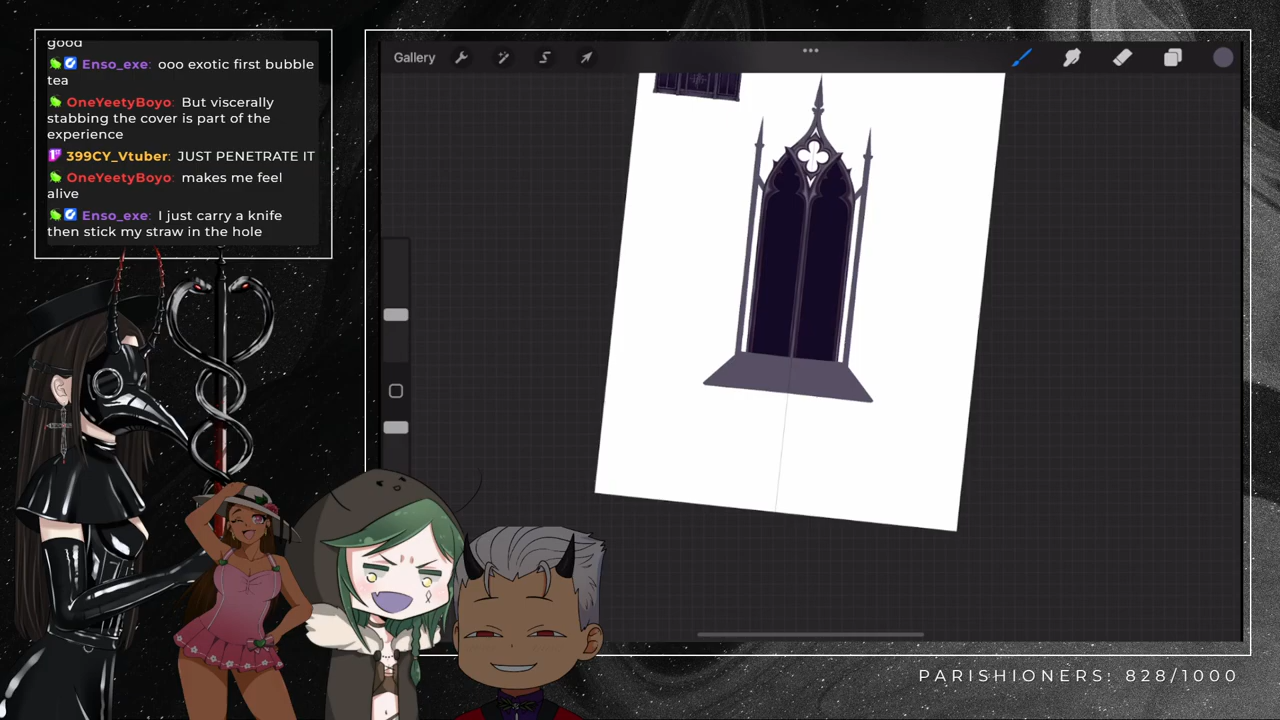 good
Enso_exe: ooo exotic first bubble
tea
OneYeetyBoyo: But viscerally
stabbing the cover is part of the
experience
399CY_Vtuber: JUST PENETRATE IT
OneYeetyBoyo: makes me feel
alive
Enso_exe: I just carry a knife
then stick my straw in the hole
Gallery
PARISHIONERS: 828/1000